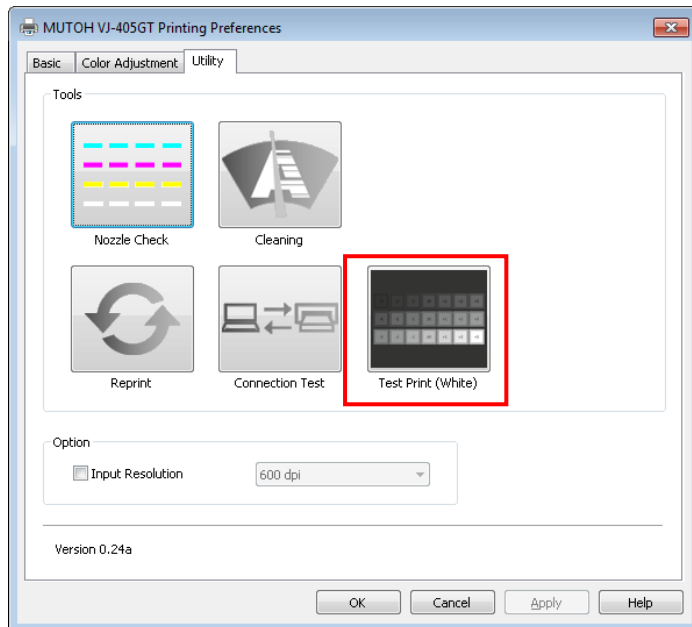 MUTOH VJ-405GT Printing Preferences
Basic Color Adjustment Utility
Tools
Nozzle Check Cleaning
Reprint Connection Test Test Print (White)
Option
Input Resolution 600 dpi
Version 0.24a
OK Cancel Apply Help